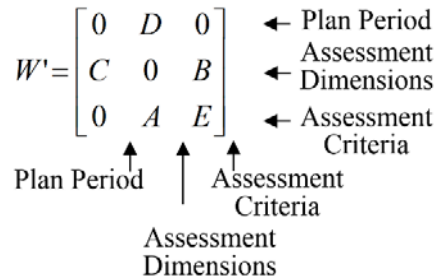 0 D 0 ← Plan Period
W'= C 0 B ← Assessment Dimensions
0 A E ← Assessment Criteria
Plan Period
Assessment Criteria
Assessment
Dimensions